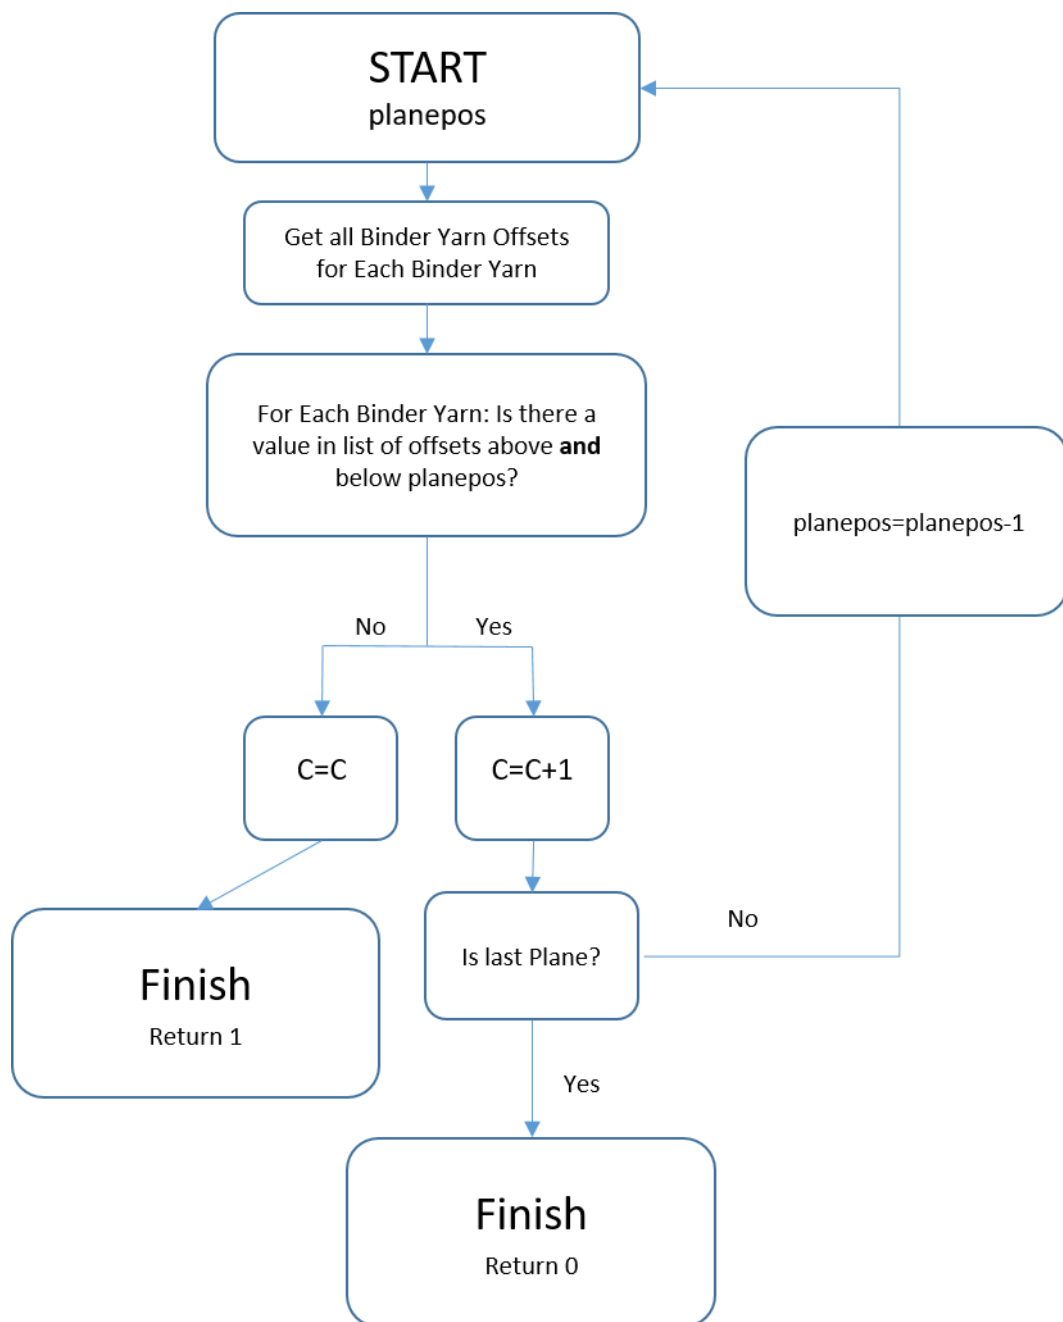 START
planepos
Get all Binder Yarn Offsets
for Each Binder Yarn
For Each Binder Yarn: Is there a
value in list of offsets above and
below planepos?
planepos=planepos-1
No
Yes
C=C
C=C+1
Is last Plane?
No
Finish
Return 1
Yes
Finish
Return 0